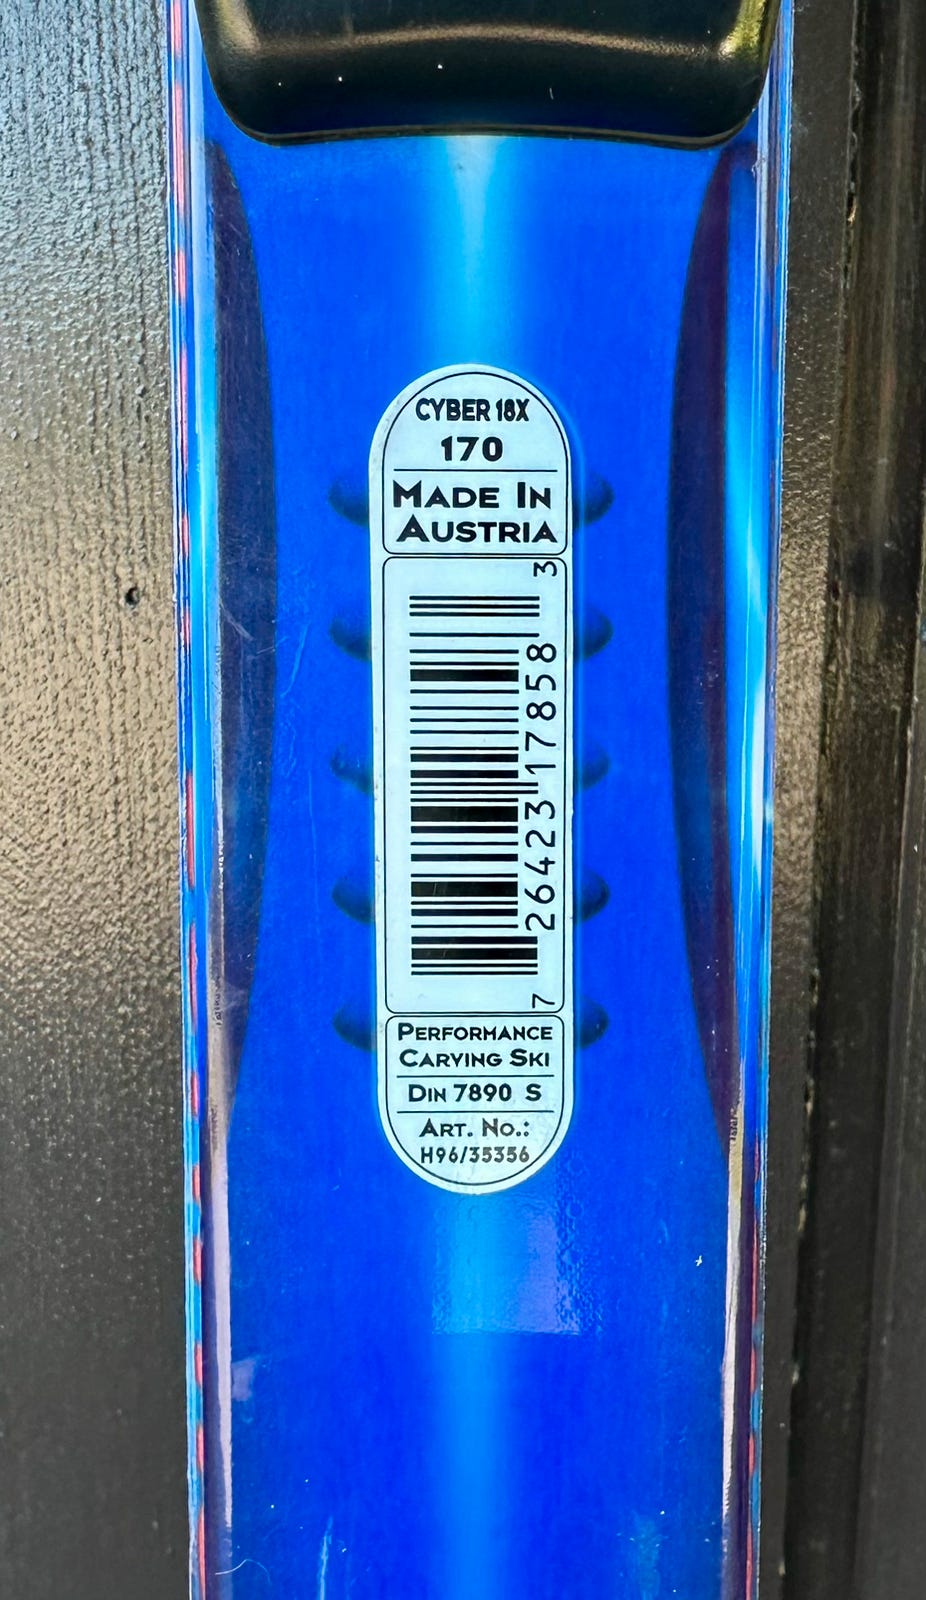 CYBER 18X
170
MADE IN
AUSTRIA
7 26423 17858 3
PERFORMANCE
CARVING SKI
DIN 7890 S
ART. NO.:
H96/35356